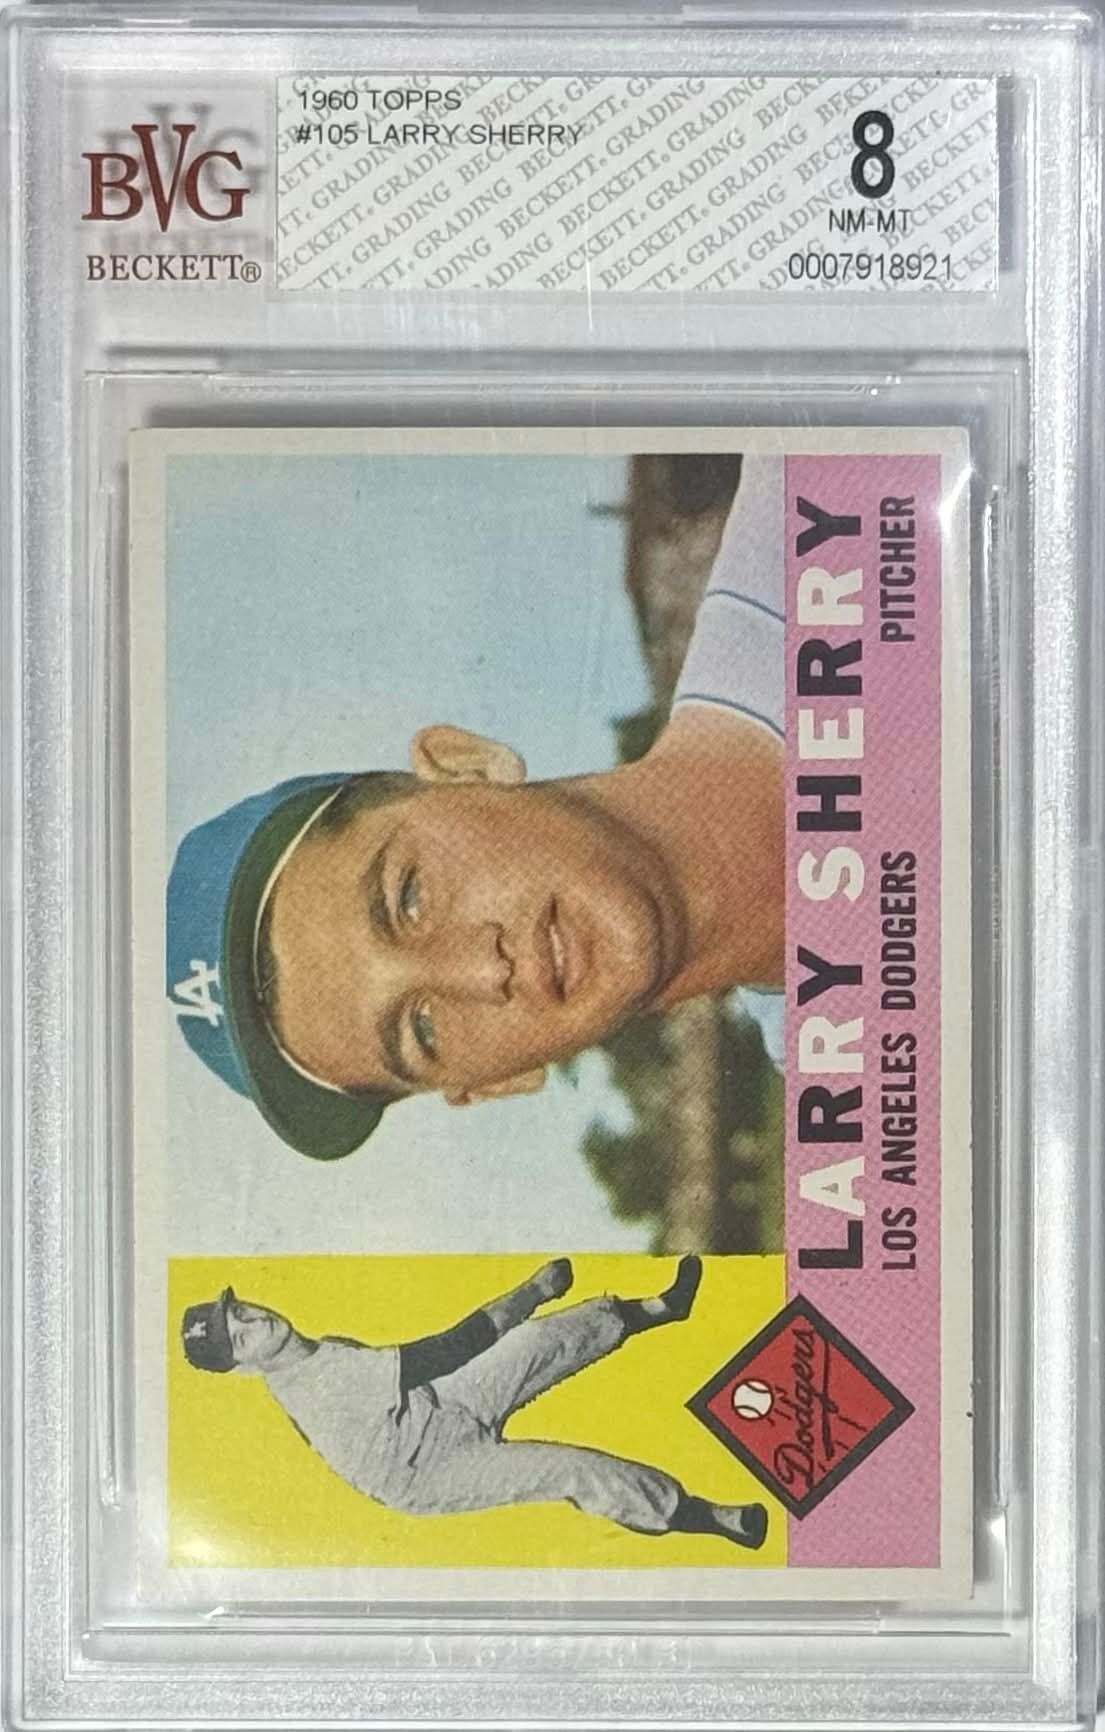 1960 TOPPS
#105 LARRY SHERRY
8
NM-MT
0007918921
BVG
BECKETT®
LA
LARRY SHERRY
LOS ANGELES DODGERS PITCHER
Dodgers